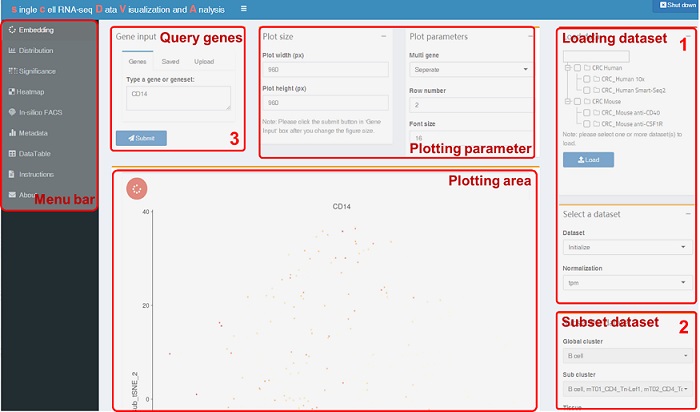 Single Cell RNA-seq Data Visualization and Analysis
Shut down
Embedding
Distribution
Significance
Heatmap
In-silico FACS
Metadata
DataTable
Instructions
About
Menu bar
Gene input
Query genes
Genes
Saved
Upload
Type a gene or geneset:
CD14
Submit
3
Plot size
Plot width (px)
960
Plot height (px)
960
Note: Please click the submit button in 'Gene
Input' box after you change the figure size.
Plot parameters
Multi gene
Seperate
Row number
2
Font size
16
Plotting parameter
Loading dataset
1
CRC Human
CRC_Human 10x
CRC_Human Smart-Seq2
CRC Mouse
CRC_Mouse anti-CD40
CRC_Mouse anti-CSF1R
Note: please select one or more dataset(s) to
load.
Load
Select a dataset
Dataset
Initialize
Normalization
tpm
Plotting area
CD14
40
20
0
Sub_tSNE_2
Subset dataset
2
Global cluster
B cell
Sub cluster
B cell, mT01_CD4_Tn-Lef1, mT02_CD4_Tc
Tissue